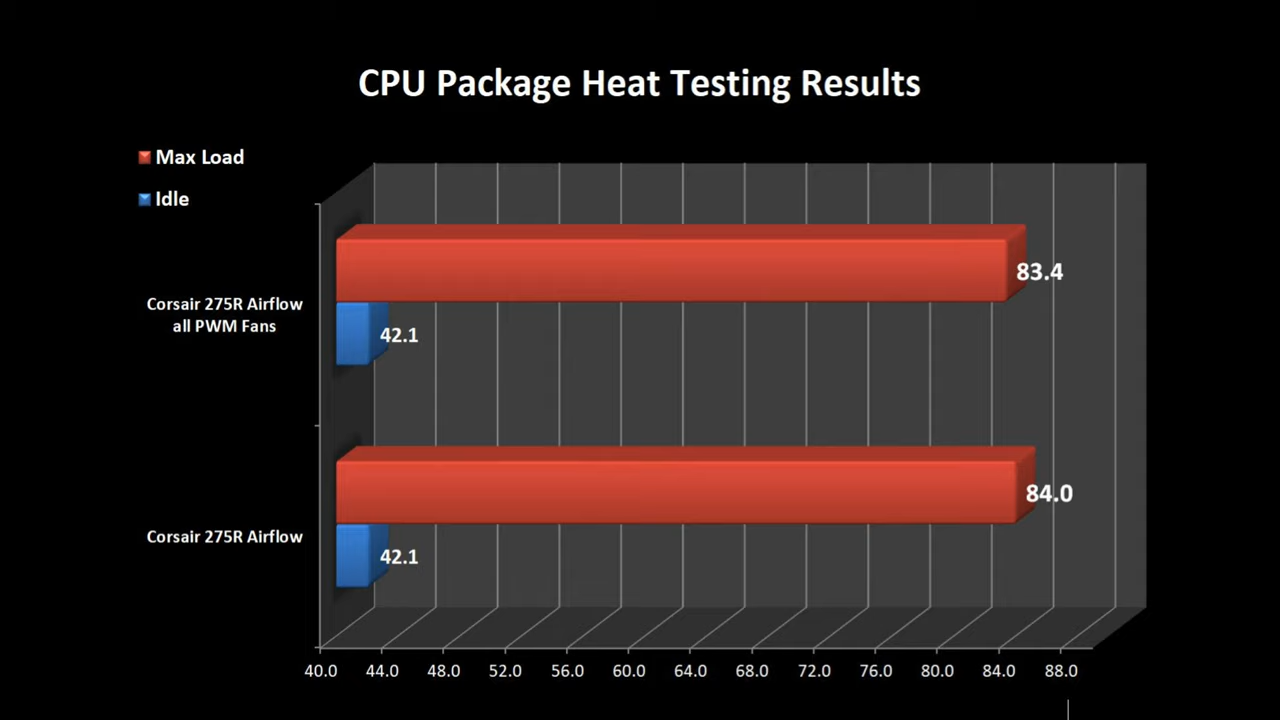 CPU Package Heat Testing Results
Max Load
Idle
83.4
Corsair 275R Airflow
all PWM Fans
42.1
84.0
Corsair 275R Airflow
42.1
40.0 44.0 48.0 52.0 56.0 60.0 64.0 68.0 72.0 76.0 80.0 84.0 88.0